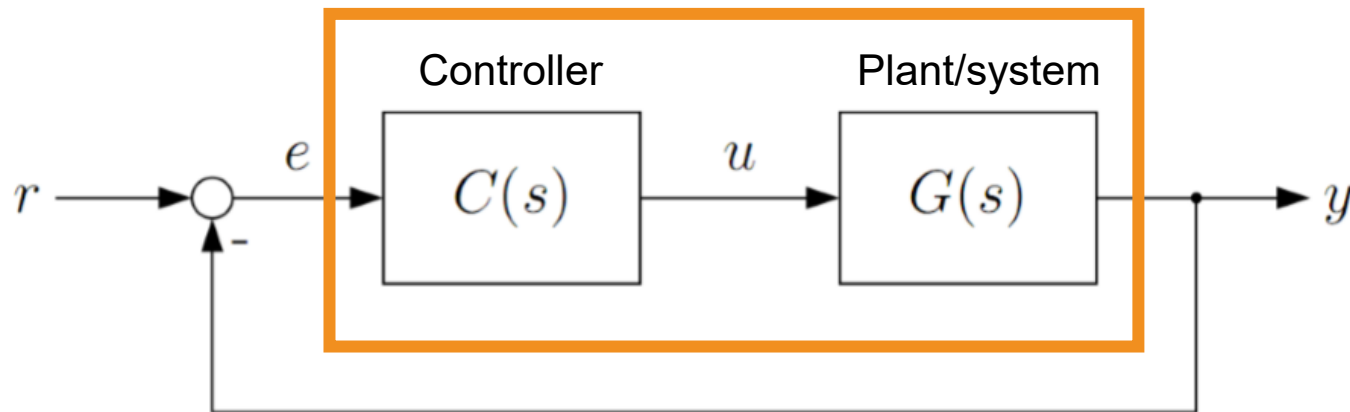 Controller Plant/system
r e C(s) u G(s) y
-